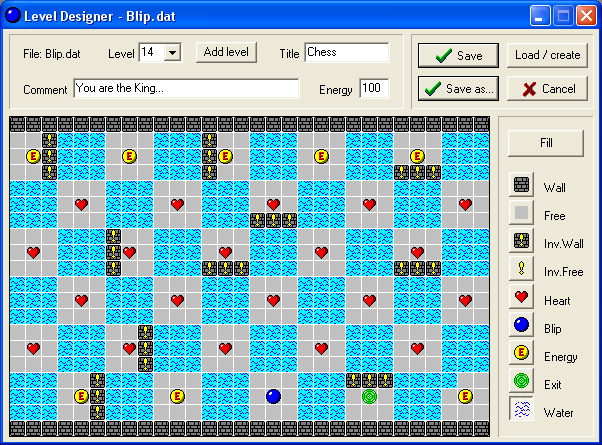 Level Designer - Blip.dat
File: Blip.dat Level 14 Add level Title Chess
Comment You are the King... Energy 100
Save Load / create
Save as... Cancel
Fill
E E E E E
Wall
Free
Inv.Wall
Inv.Free
Heart
Blip
E Energy
Exit
Water
E E E